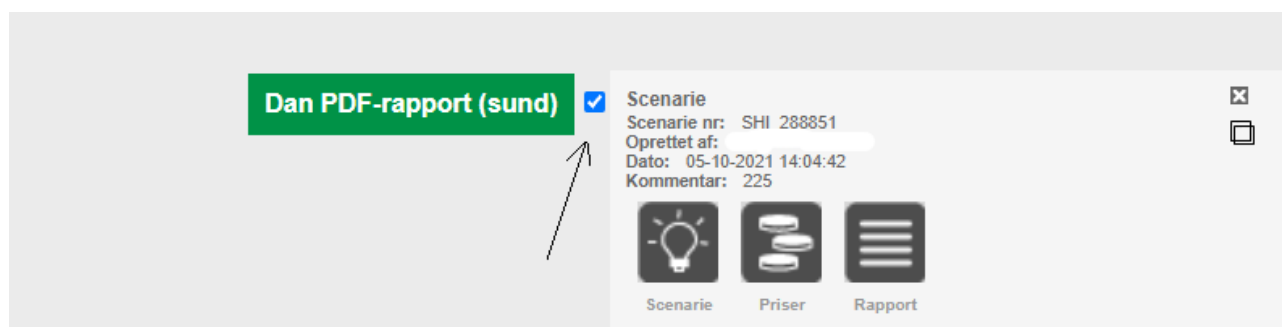 Dan PDF-rapport (sund)
Scenarie
Scenarie nr: SHI 288851
Oprettet af:
Dato: 05-10-2021 14:04:42
Kommentar: 225
Scenarie Priser Rapport